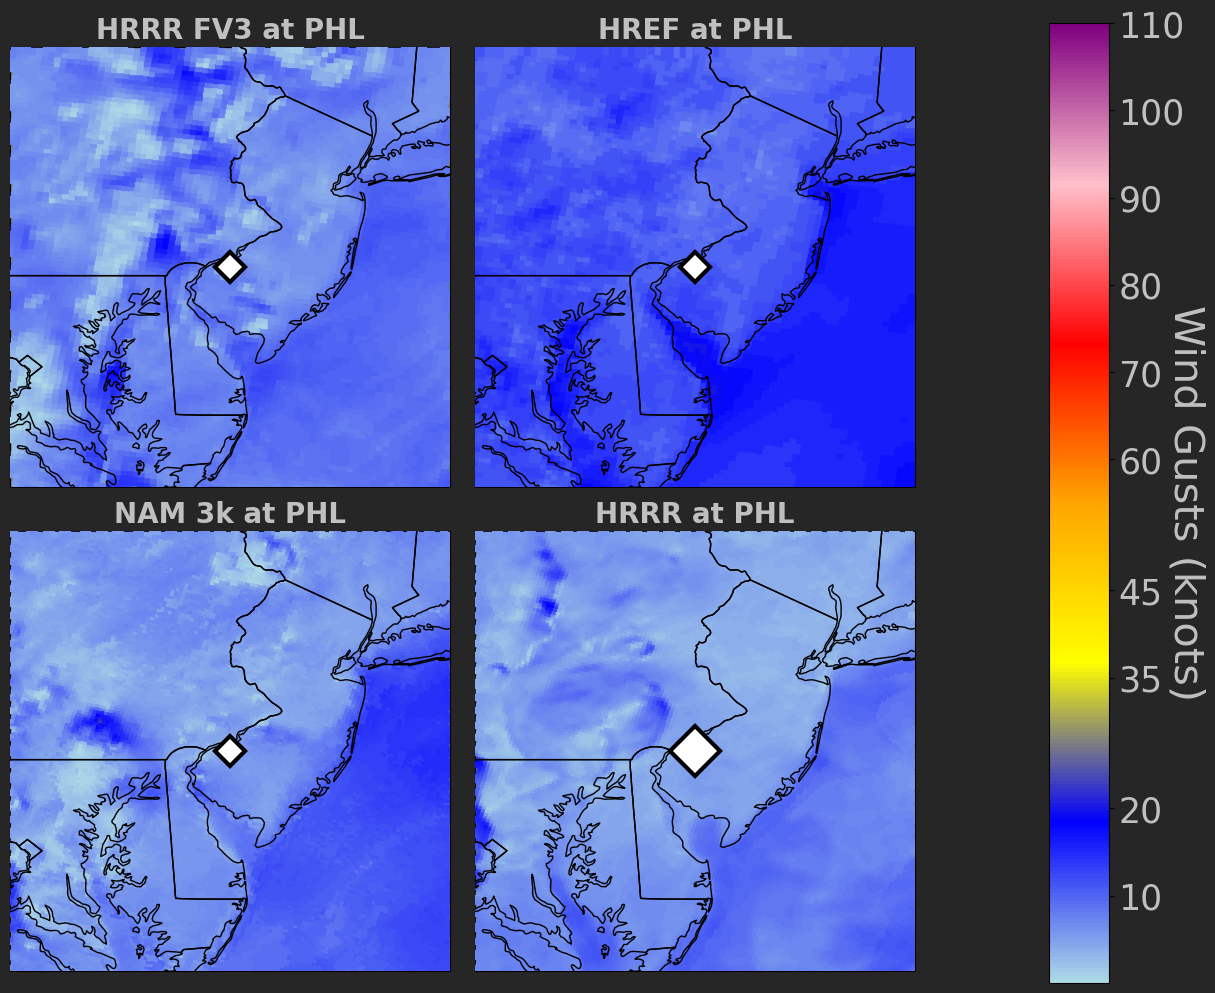 HRRR FV3 at PHL
HREF at PHL
NAM 3k at PHL
HRRR at PHL
110
100
90
80
70
60
45
35
20
10
Wind Gusts (knots)